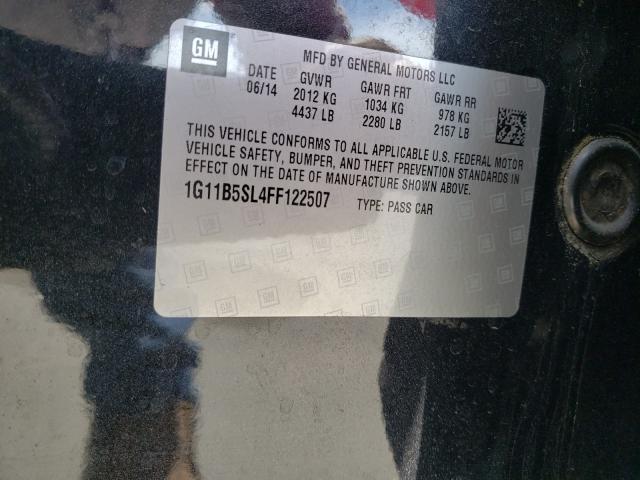 GM
MFD BY GENERAL MOTORS LLC
DATE GVWR GAWR FRT GAWR RR
06/14 2012 KG 1034 KG 978 KG
4437 LB 2280 LB 2157 LB
THIS VEHICLE CONFORMS TO ALL APPLICABLE U.S. FEDERAL MOTOR
VEHICLE SAFETY, BUMPER, AND THEFT PREVENTION STANDARDS IN
EFFECT ON THE DATE OF MANUFACTURE SHOWN ABOVE.
1G11B5SL4FF122507 TYPE: PASS CAR